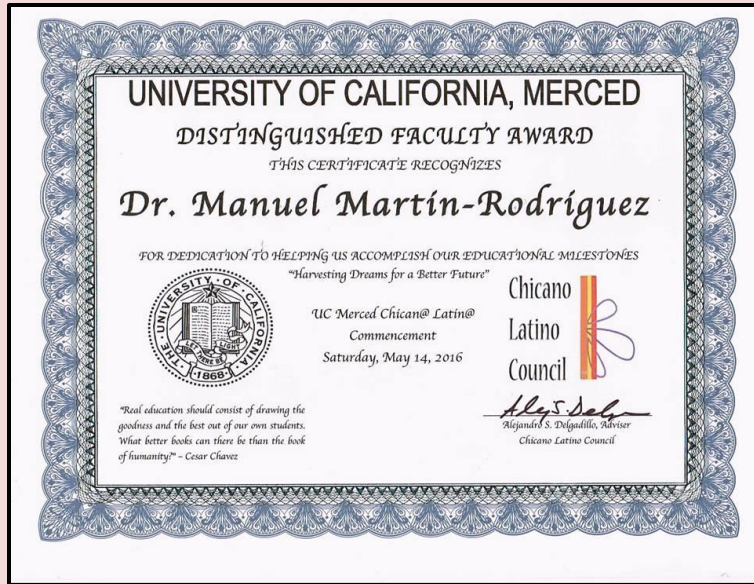 UNIVERSITY OF CALIFORNIA, MERCED
DISTINGUISHED FACULTY AWARD
THIS CERTIFICATE RECOGNIZES
Dr. Manuel Martín-Rodríguez
FOR DEDICATION TO HELPING US ACCOMPLISH OUR EDUCATIONAL MILESTONES
"Harvesting Dreams for a Better Future"
THE·UNIVERSITY·OF·CALIFORNIA·
LET THERE BE LIGHT
·1868·
UC Merced Chican@ Latin@
Commencement
Saturday, May 14, 2016
Chicano
Latino
Council
"Real education should consist of drawing the
goodness and the best out of our own students.
What better books can there be than the book
of humanity?" – Cesar Chavez
Alejandro S. Delgadillo, Adviser
Chicano Latino Council